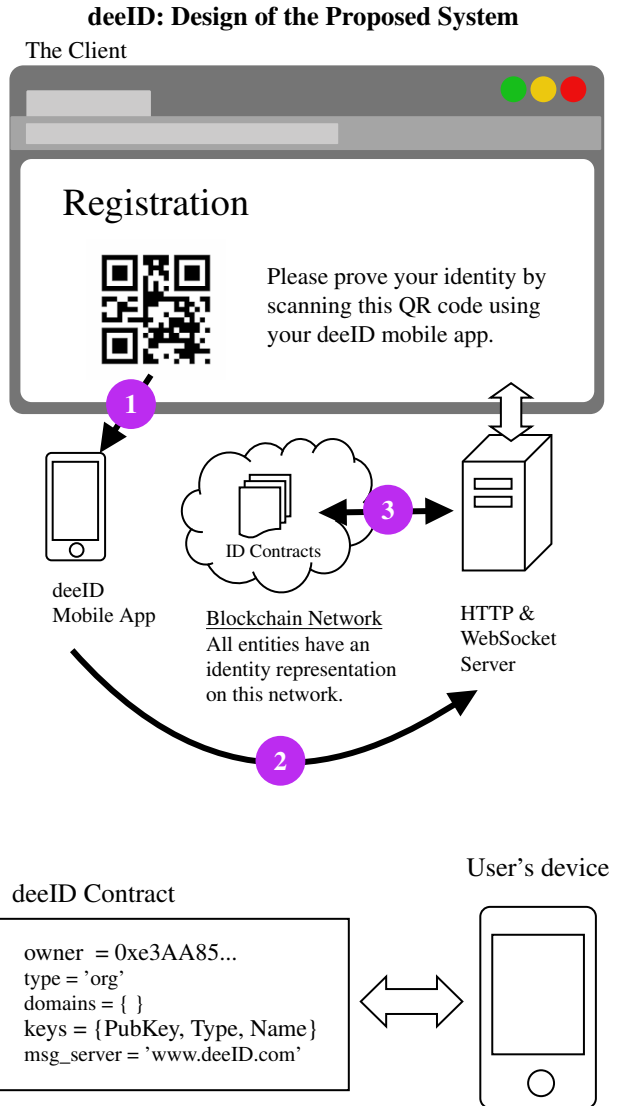 deeID: Design of the Proposed System
The Client
Registration
Please prove your identity by
scanning this QR code using
your deeID mobile app.
1
3
ID Contracts
deeID
Mobile App
Blockchain Network
All entities have an
identity representation
on this network.
HTTP &
WebSocket
Server
2
User's device
deeID Contract
owner = 0xe3AA85...
type = 'org'
domains = { }
keys = {PubKey, Type, Name}
msg_server = 'www.deeID.com'